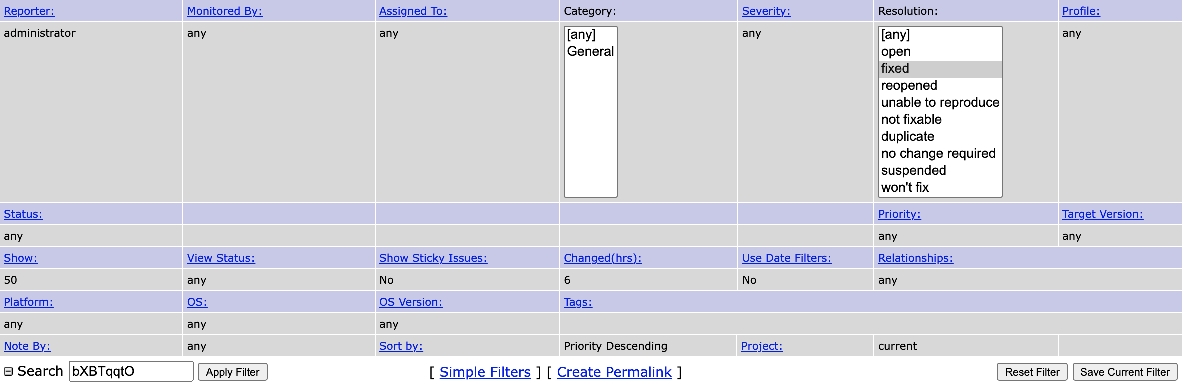 Reporter: Monitored By: Assigned To: Category: Severity: Resolution: Profile:
administrator any any [any] any [any] any
General open
fixed
reopened
unable to reproduce
not fixable
duplicate
no change required
suspended
won't fix
Status: Priority: Target Version:
any any any
Show: View Status: Show Sticky Issues: Changed(hrs): Use Date Filters: Relationships:
50 any No 6 No any
Platform: OS: OS Version: Tags:
any any any
Note By: any Sort by: Priority Descending Project: current
Search bXBTqqtO Apply Filter [ Simple Filters ] [ Create Permalink ] Reset Filter Save Current Filter